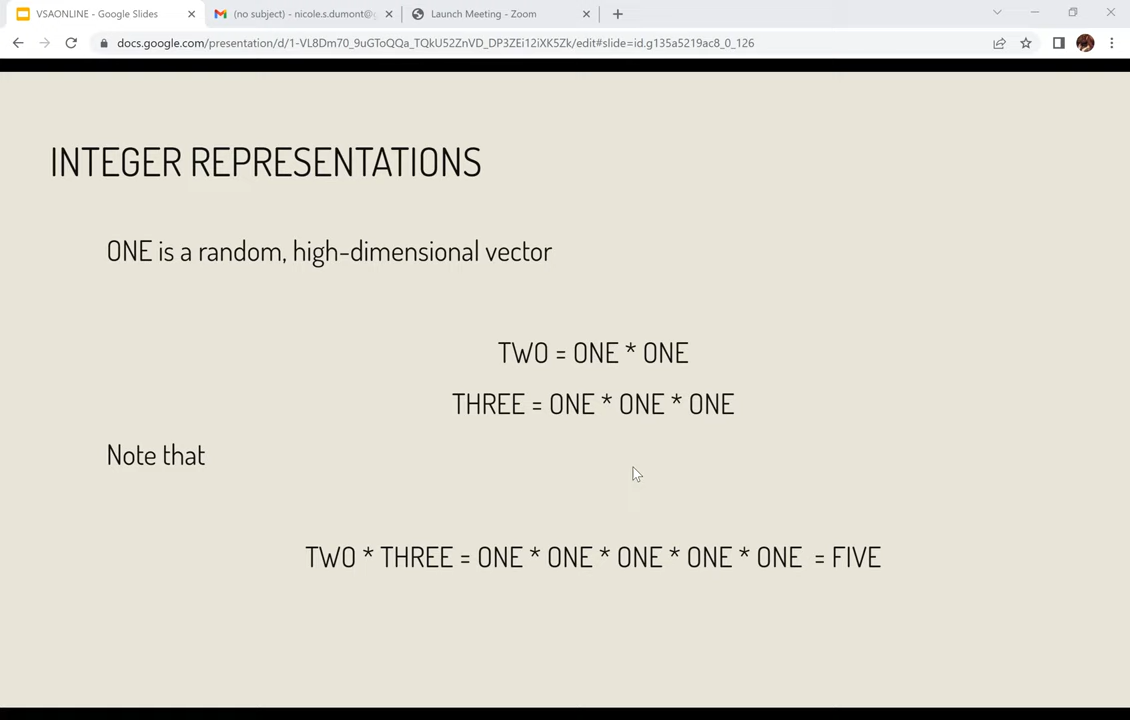 VSAONLINE - Google Slides
(no subject) - nicole.s.dumont@g
Launch Meeting - Zoom
docs.google.com/presentation/d/1-VL8Dm70_9uGToQQa_TQkU52ZnVD_DP3ZEi12iXK5Zk/edit#slide=id.g135a5219ac8_0_126
INTEGER REPRESENTATIONS
ONE is a random, high-dimensional vector
TWO = ONE * ONE
THREE = ONE * ONE * ONE
Note that
TWO * THREE = ONE * ONE * ONE * ONE * ONE = FIVE